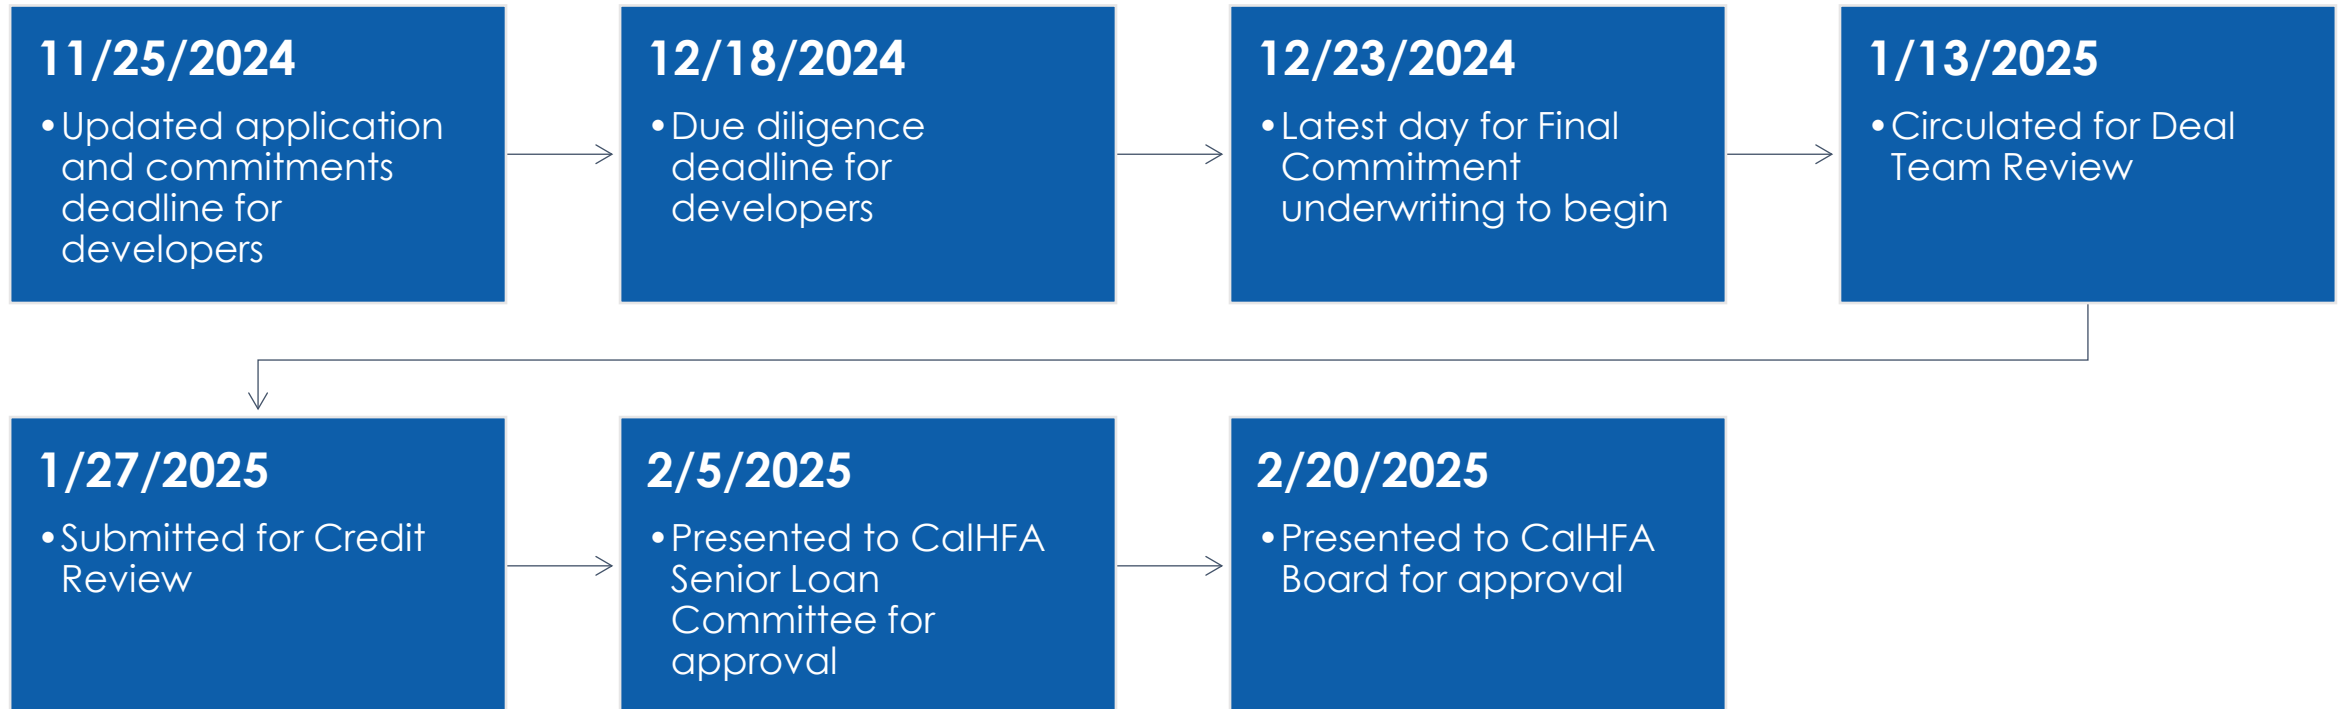 11/25/2024
•Updated application
and commitments
deadline for
developers
12/18/2024
•Due diligence
deadline for
developers
12/23/2024
•Latest day for Final
Commitment
underwriting to begin
1/13/2025
•Circulated for Deal
Team Review
1/27/2025
•Submitted for Credit
Review
2/5/2025
•Presented to CalHFA
Senior Loan
Committee for
approval
2/20/2025
•Presented to CalHFA
Board for approval